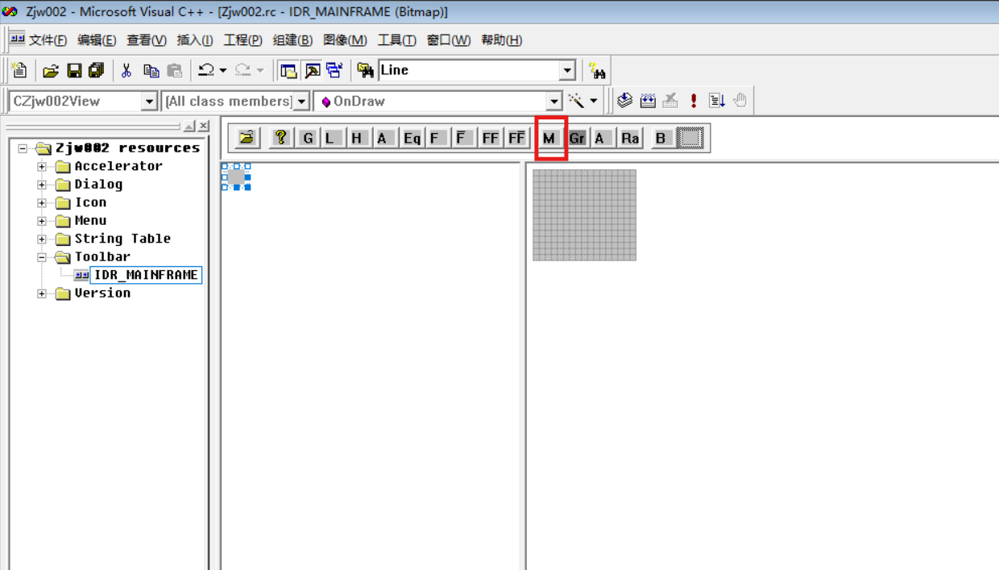 Zjw002 - Microsoft Visual C++ - [Zjw002.rc - IDR_MAINFRAME (Bitmap)]
文件(F) 编辑(E) 查看(V) 插入(I) 工程(P) 组建(B) 图像(M) 工具(T) 窗口(W) 帮助(H)
Line
CZjw002View [All class members] OnDraw
G L H A Eq F F̅ FF FF̅ M Gr A Ra B
Zjw002 resources
Accelerator
Dialog
Icon
Menu
String Table
Toolbar
IDR_MAINFRAME
Version